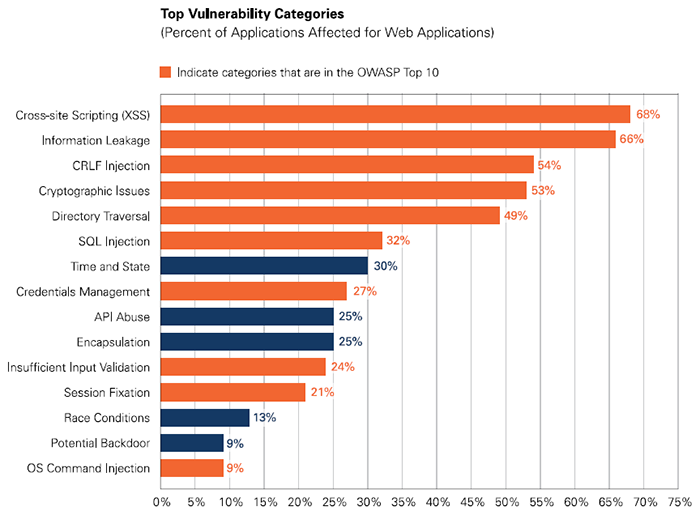 Top Vulnerability Categories
(Percent of Applications Affected for Web Applications)
Indicate categories that are in the OWASP Top 10
Cross-site Scripting (XSS) 68%
Information Leakage 66%
CRLF Injection 54%
Cryptographic Issues 53%
Directory Traversal 49%
SQL Injection 32%
Time and State 30%
Credentials Management 27%
API Abuse 25%
Encapsulation 25%
Insufficient Input Validation 24%
Session Fixation 21%
Race Conditions 13%
Potential Backdoor 9%
OS Command Injection 9%
0% 5% 10% 15% 20% 25% 30% 35% 40% 45% 50% 55% 60% 65% 70% 75%